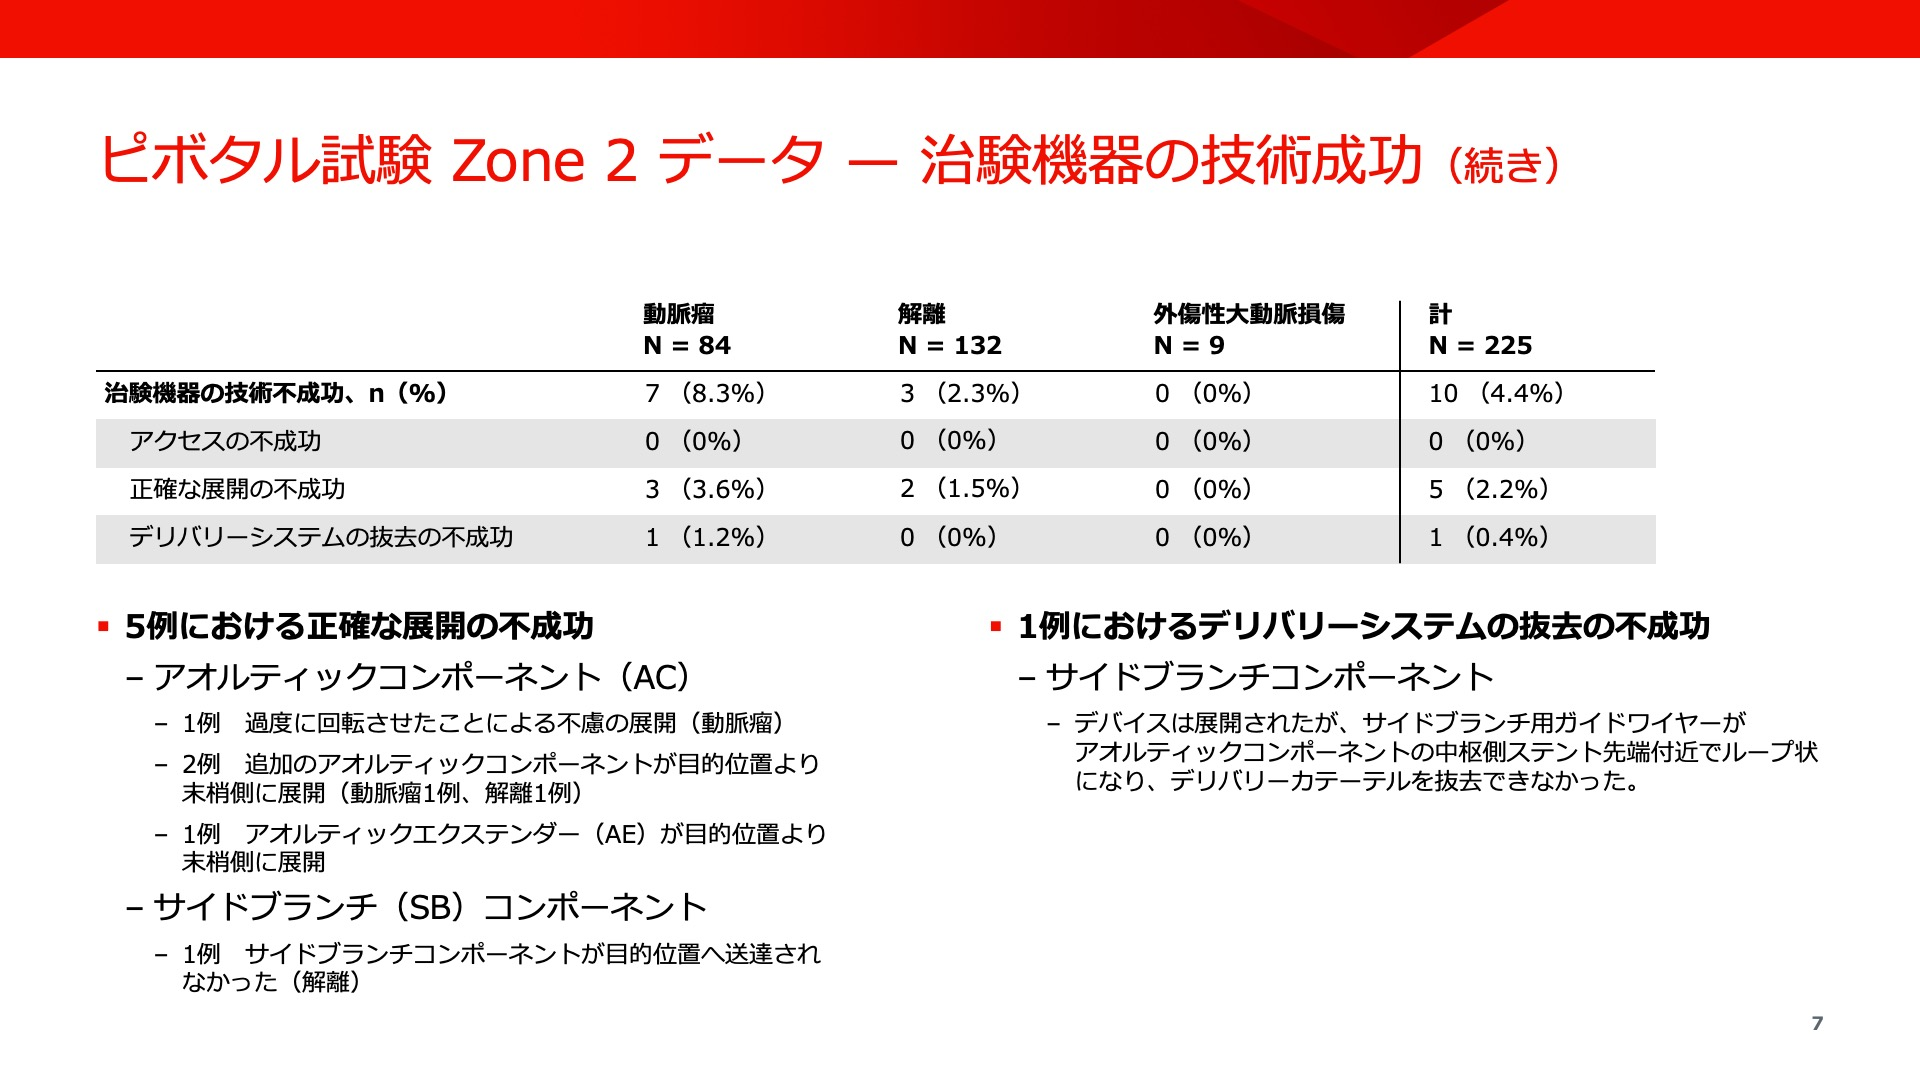 ピボタル試験 Zone 2 データ ー 治験機器の技術成功（続き）
動脈瘤 解離 外傷性大動脈損傷 計
N = 84 N = 132 N = 9 N = 225
治験機器の技術不成功、n（%） 7 （8.3%） 3 （2.3%） 0 （0%） 10 （4.4%）
アクセスの不成功 0 （0%） 0 （0%） 0 （0%） 0 （0%）
正確な展開の不成功 3 （3.6%） 2 （1.5%） 0 （0%） 5 （2.2%）
デリバリーシステムの抜去の不成功 1 （1.2%） 0 （0%） 0 （0%） 1 （0.4%）
▪ 5例における正確な展開の不成功
– アオルティックコンポーネント（AC）
– 1例　過度に回転させたことによる不慮の展開（動脈瘤）
– 2例　追加のアオルティックコンポーネントが目的位置より
末梢側に展開（動脈瘤1例、解離1例）
– 1例　アオルティックエクステンダー（AE）が目的位置より
末梢側に展開
– サイドブランチ（SB）コンポーネント
– 1例　サイドブランチコンポーネントが目的位置へ送達され
なかった（解離）
▪ 1例におけるデリバリーシステムの抜去の不成功
– サイドブランチコンポーネント
– デバイスは展開されたが、サイドブランチ用ガイドワイヤーが
アオルティックコンポーネントの中枢側ステント先端付近でループ状
になり、デリバリーカテーテルを抜去できなかった。
7